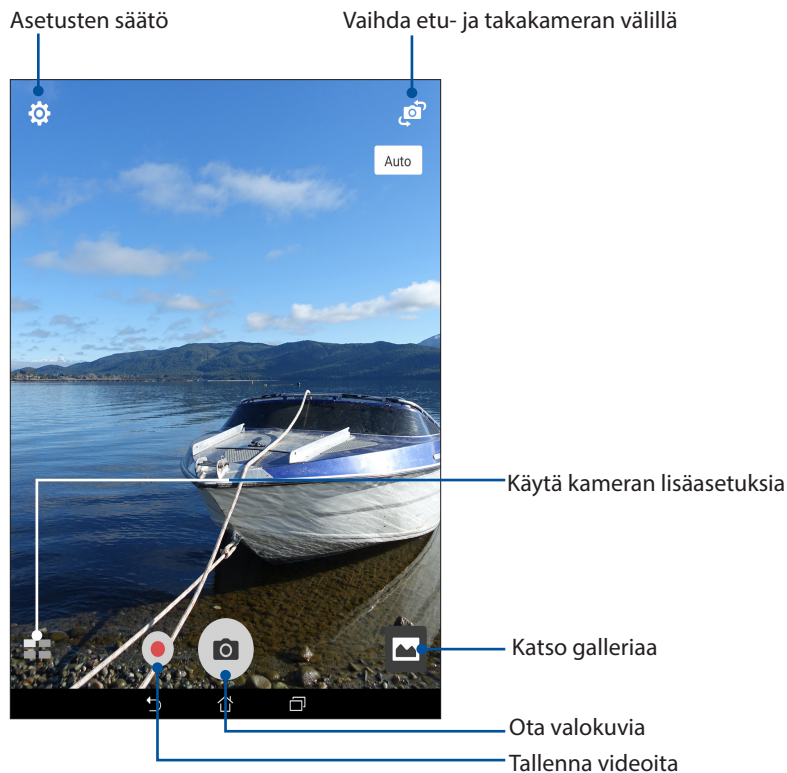 Asetusten säätö
Vaihda etu- ja takakameran välillä
Auto
Käytä kameran lisäasetuksia
Katso galleriaa
Ota valokuvia
Tallenna videoita